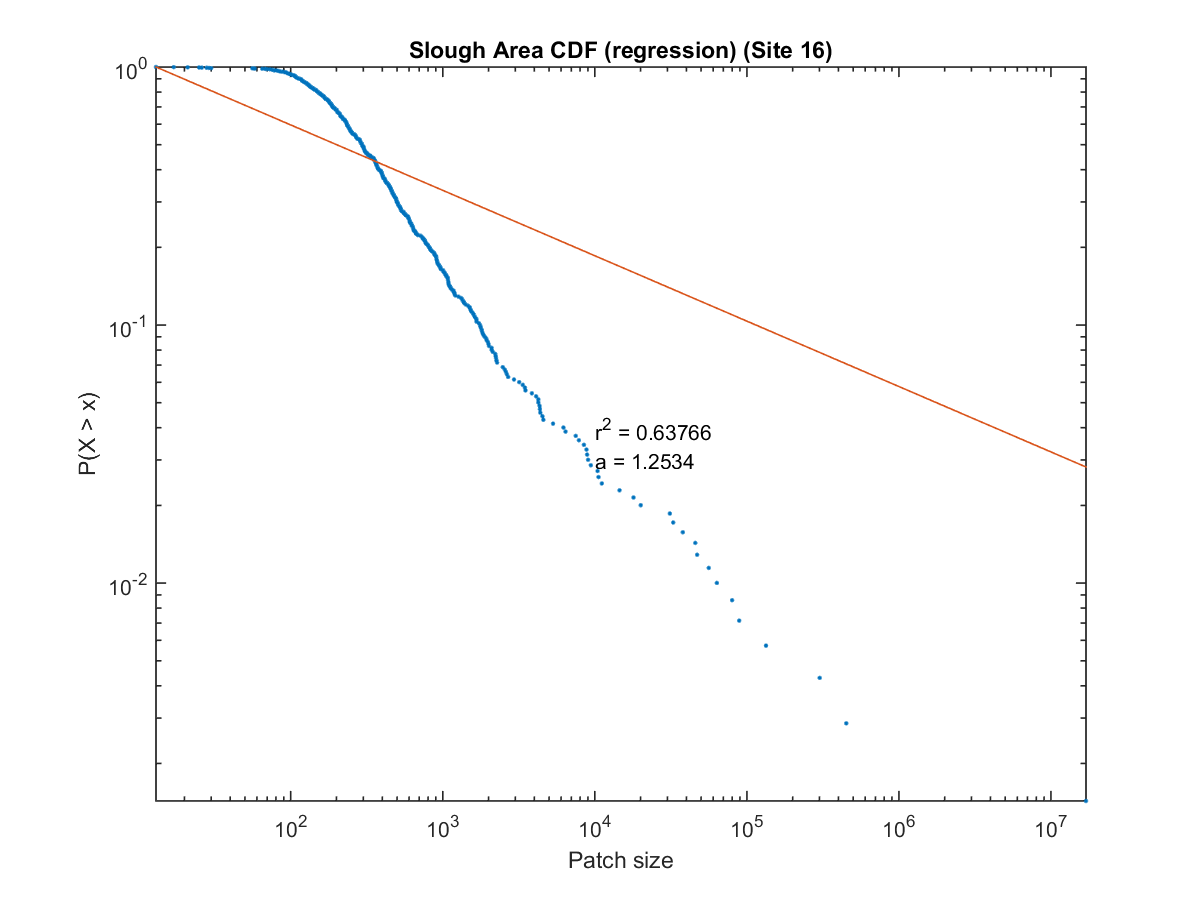 Slough Area CDF (regression) (Site 16)
10^0
10^-1
10^-2
P(X > x)
r^2 = 0.63766
a = 1.2534
10^2 10^3 10^4 10^5 10^6 10^7
Patch size